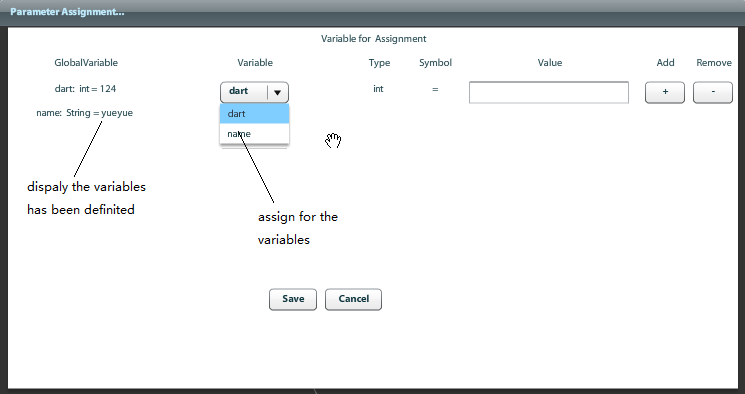 Parameter Assignment...
Variable for Assignment
GlobalVariable Variable Type Symbol Value Add Remove
dart: int = 124 dart int = + -
name: String = yueyue dart
name
dispaly the variables
has been definited
assign for the
variables
Save Cancel